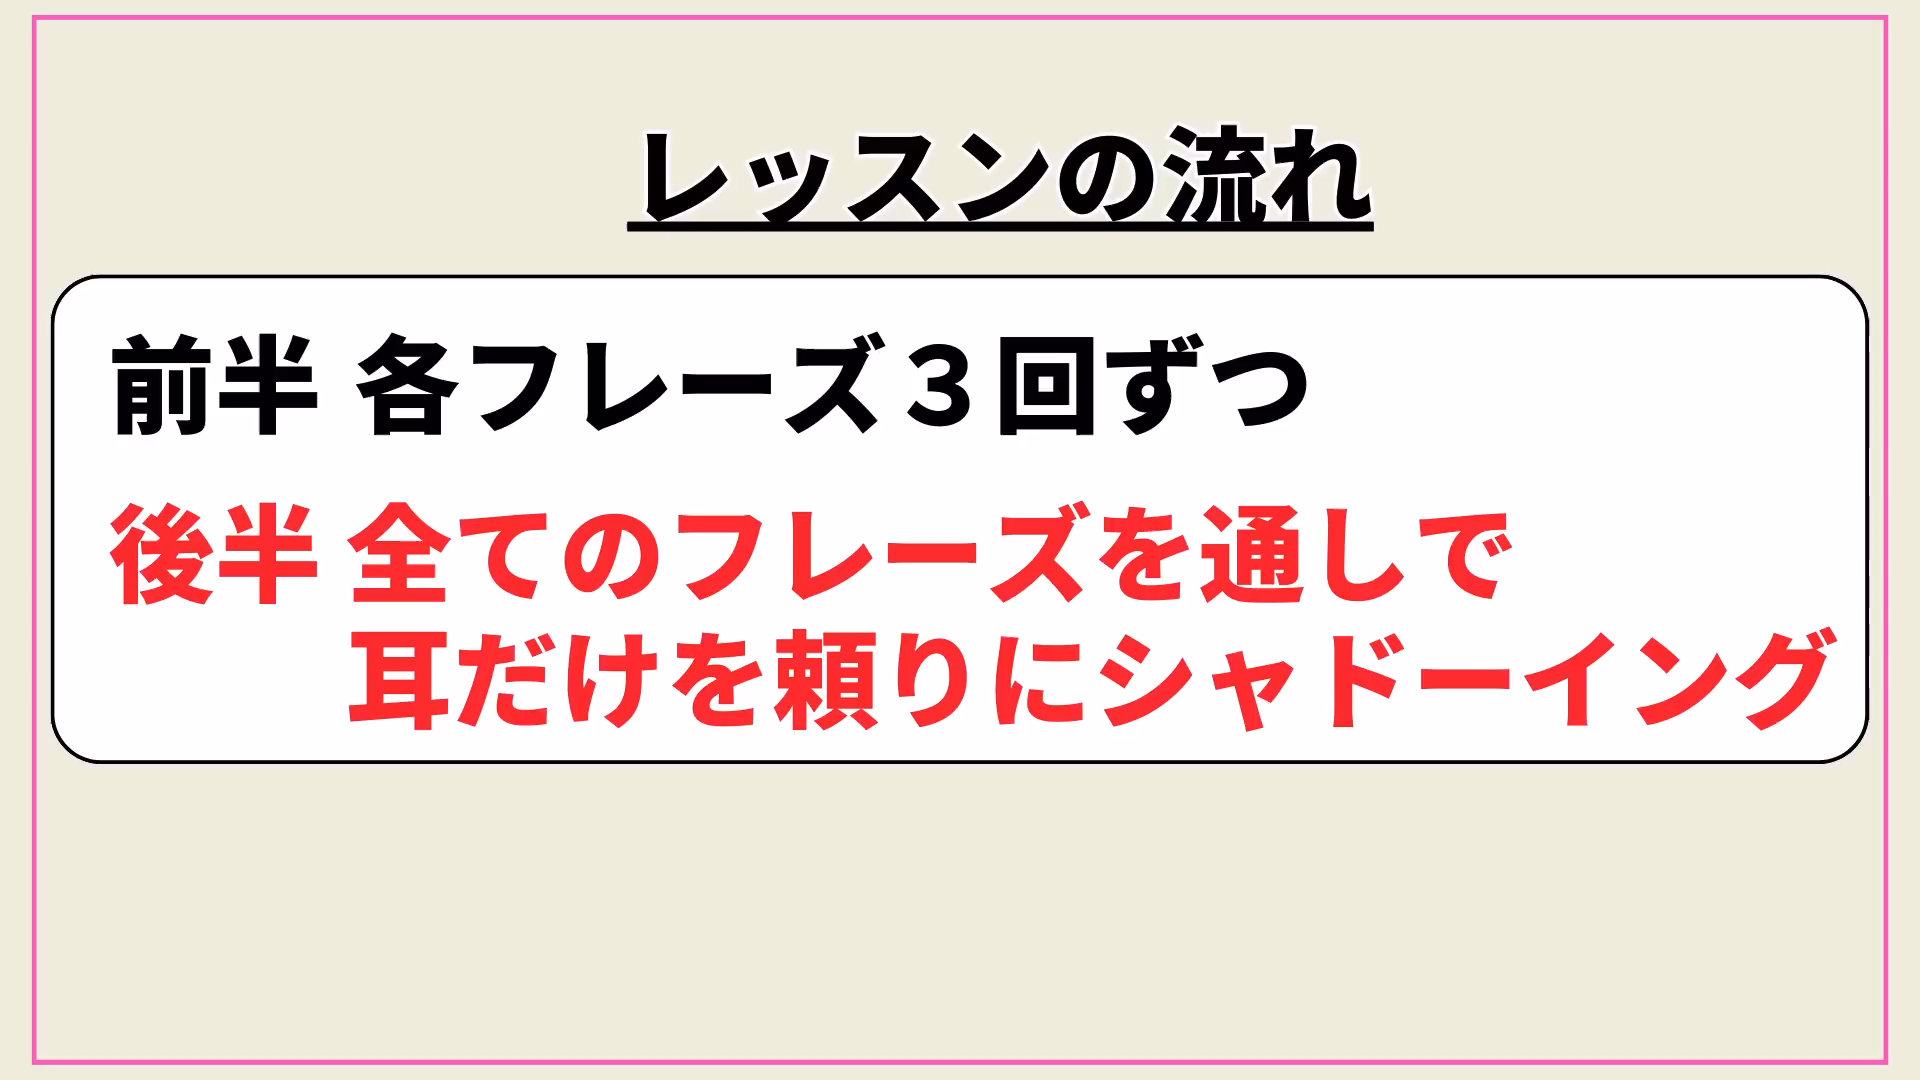 レッスンの流れ
前半 各フレーズ3回ずつ
後半 全てのフレーズを通しで
耳だけを頼りにシャドーイング